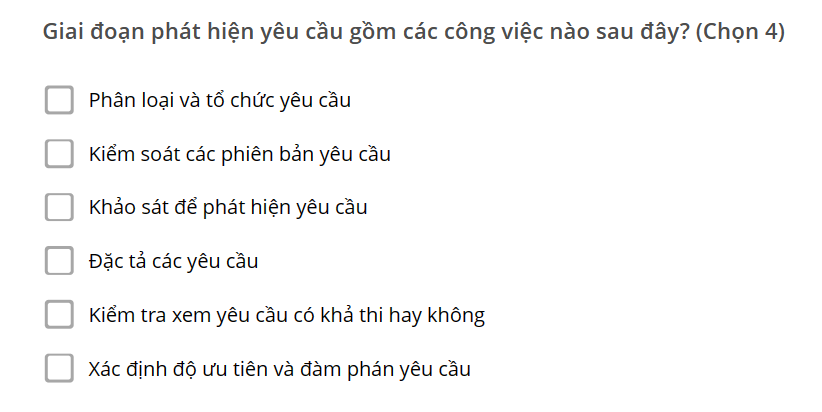 Giai đoạn phát hiện yêu cầu gồm các công việc nào sau đây? (Chọn 4)
Phân loại và tổ chức yêu cầu
Kiểm soát các phiên bản yêu cầu
Khảo sát để phát hiện yêu cầu
Đặc tả các yêu cầu
Kiểm tra xem yêu cầu có khả thi hay không
Xác định độ ưu tiên và đàm phán yêu cầu